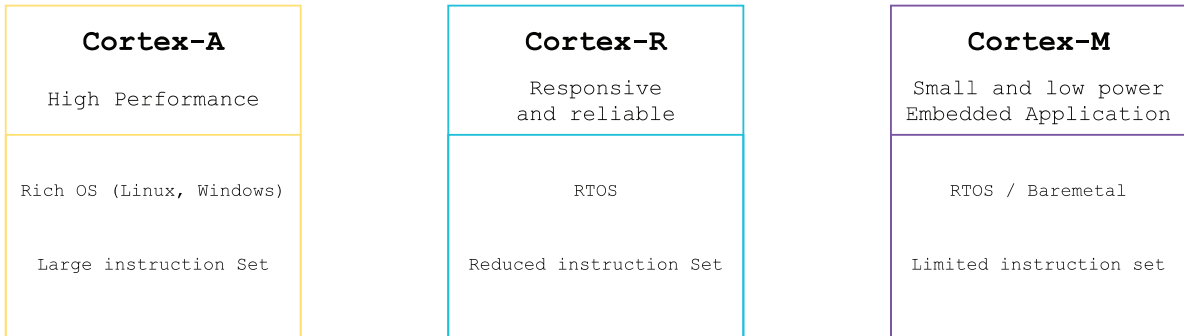 Cortex-A
High Performance
Rich OS (Linux, Windows)
Large instruction Set
Cortex-R
Responsive
and reliable
RTOS
Reduced instruction Set
Cortex-M
Small and low power
Embedded Application
RTOS / Baremetal
Limited instruction set